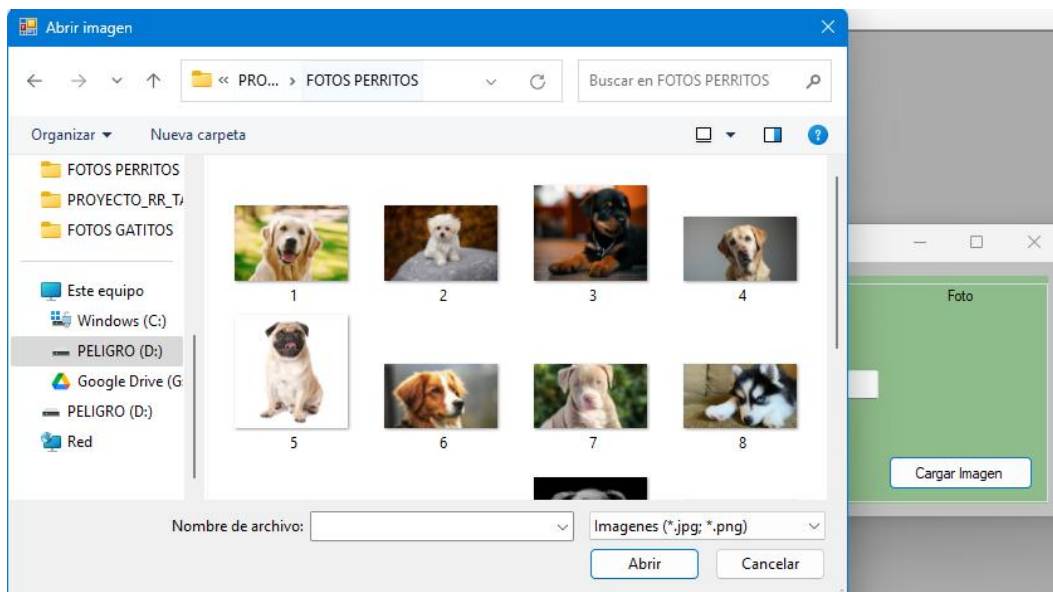 Abrir imagen
« PRO... › FOTOS PERRITOS
Buscar en FOTOS PERRITOS
Organizar
Nueva carpeta
FOTOS PERRITOS
PROYECTO_RR_TA
FOTOS GATITOS
Este equipo
Windows (C:)
PELIGRO (D:)
Google Drive (G:
PELIGRO (D:)
Red
1
2
3
4
5
6
7
8
Nombre de archivo:
Imagenes (*.jpg; *.png)
Abrir
Cancelar
Foto
Cargar Imagen